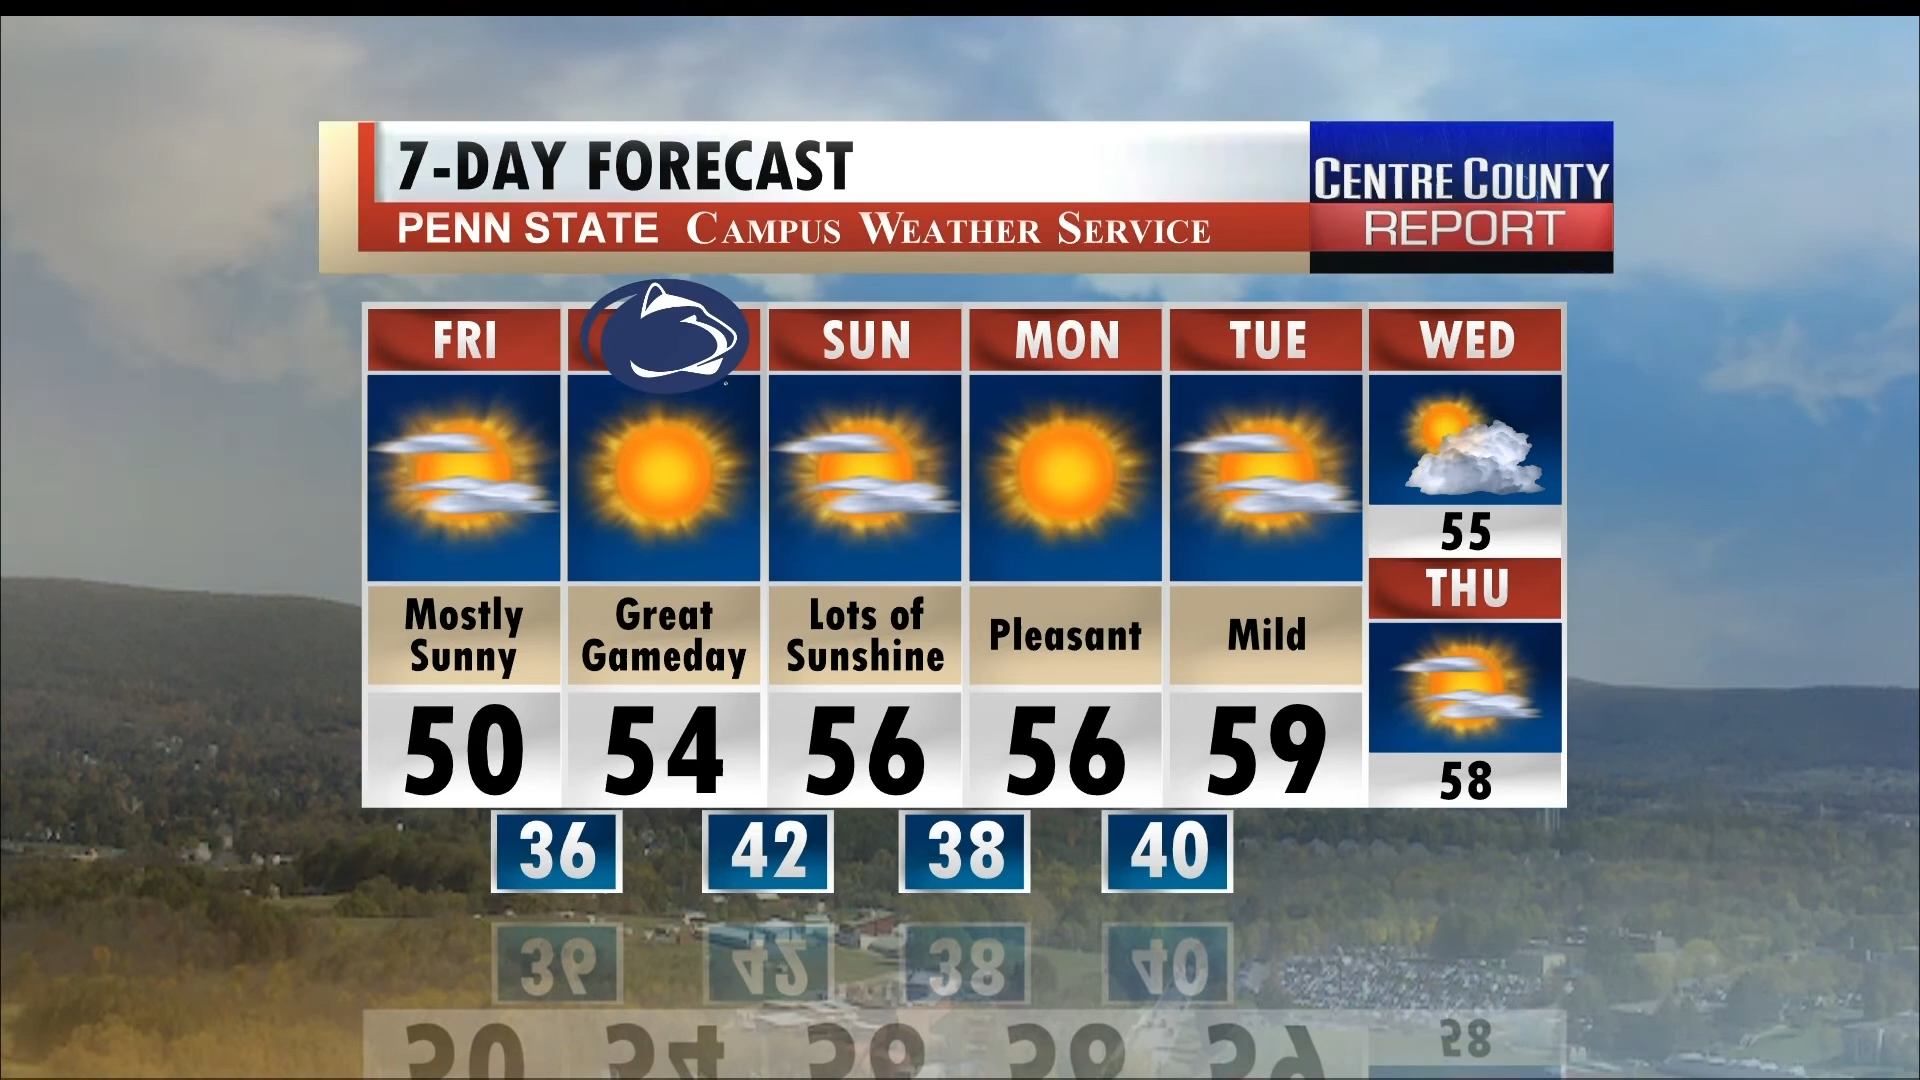 7-DAY FORECAST
PENN STATE CAMPUS WEATHER SERVICE
CENTRE COUNTY
REPORT
FRI
SUN
MON
TUE
WED
55
THU
Mostly
Sunny
Great
Gameday
Lots of
Sunshine
Pleasant
Mild
50
54
56
56
59
58
36
42
38
40